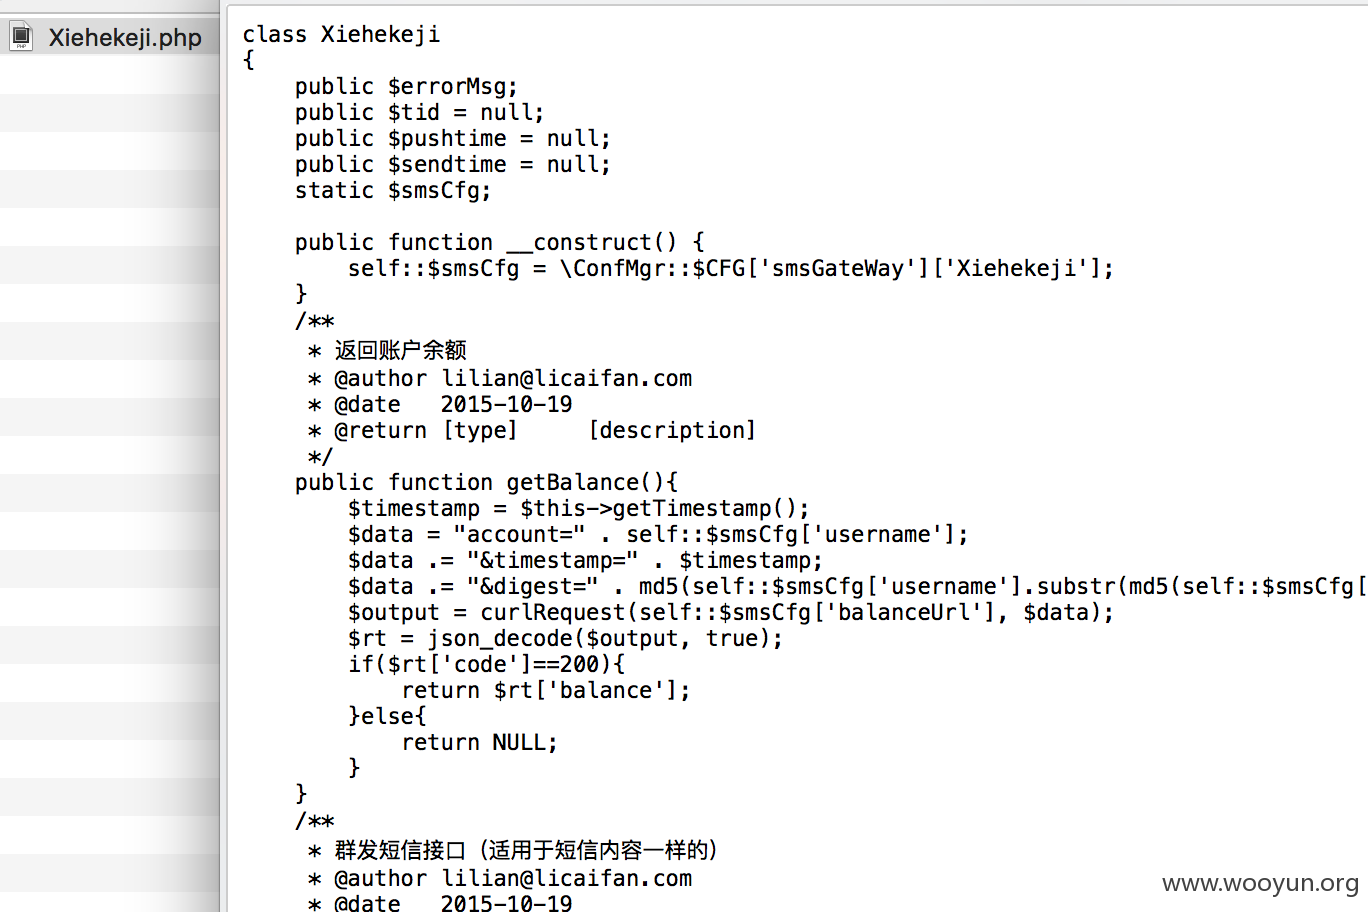 Xiehekeji.php
class Xiehekeji
{
    public $errorMsg;
    public $tid = null;
    public $pushtime = null;
    public $sendtime = null;
    static $smsCfg;

    public function __construct() {
        self::$smsCfg = \ConfMgr::$CFG['smsGateWay']['Xiehekeji'];
    }
    /**
     * 返回账户余额
     * @author lilian@licaifan.com
     * @date   2015-10-19
     * @return [type]     [description]
     */
    public function getBalance(){
        $timestamp = $this->getTimestamp();
        $data = "account=" . self::$smsCfg['username'];
        $data .= "&timestamp=" . $timestamp;
        $data .= "&digest=" . md5(self::$smsCfg['username'].substr(md5(self::$smsCfg[
        $output = curlRequest(self::$smsCfg['balanceUrl'], $data);
        $rt = json_decode($output, true);
        if($rt['code']==200){
            return $rt['balance'];
        }else{
            return NULL;
        }
    }
    /**
     * 群发短信接口（适用于短信内容一样的）
     * @author lilian@licaifan.com
     * @date   2015-10-19
www.wooyun.org
PHP